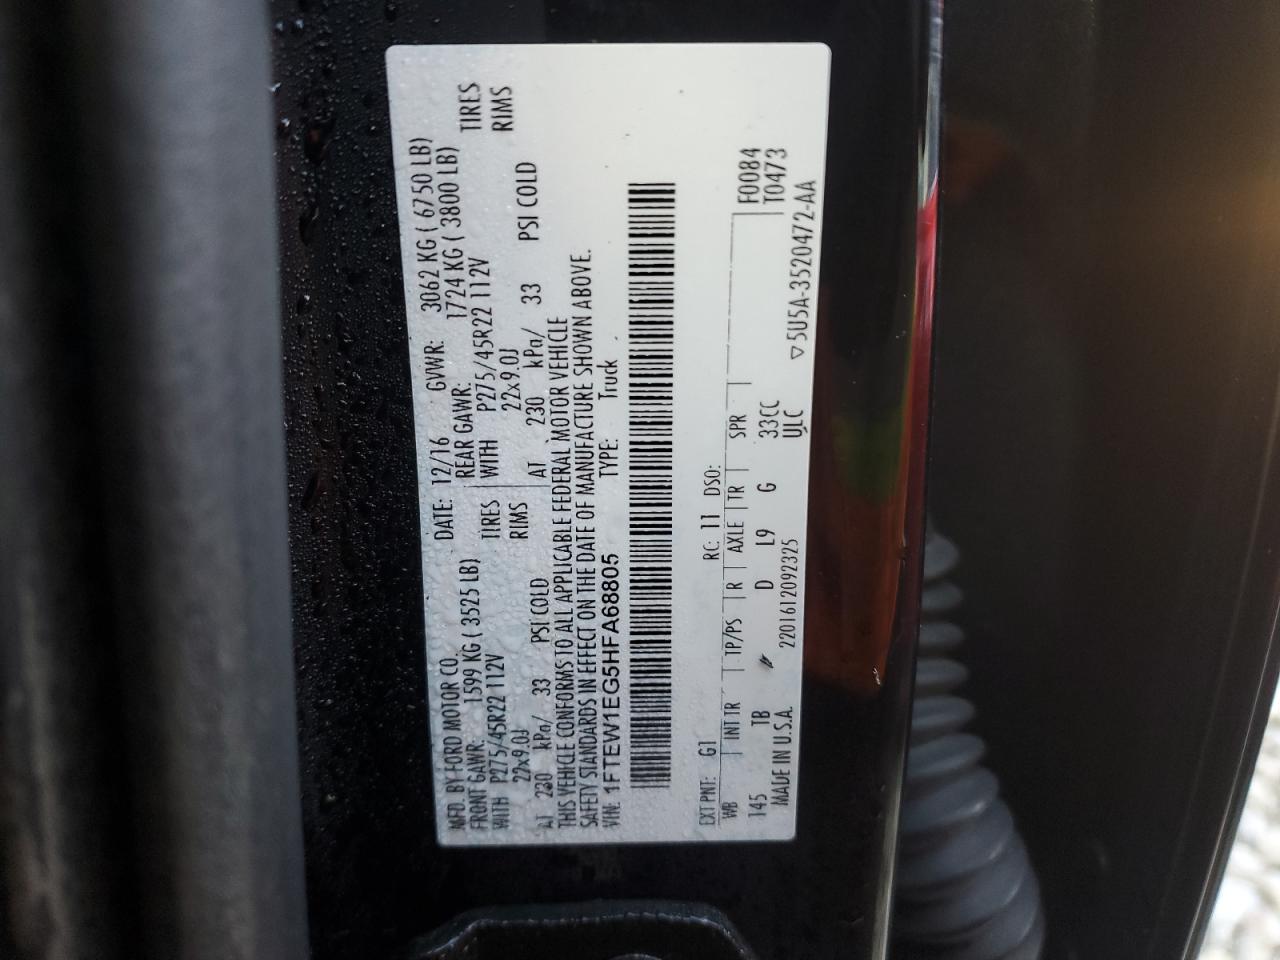 MFD. BY FORD MOTOR CO. DATE: 12/16 GVWR: 3062 KG ( 6750 LB)
FRONT GAWR: 1599 KG ( 3525 LB) REAR GAWR: 1724 KG ( 3800 LB)
WITH P275/45R22 112V TIRES WITH P275/45R22 112V TIRES
22x9.0J RIMS 22x9.0J RIMS
AT 230 kPa/ 33 PSI COLD AT 230 kPa/ 33 PSI COLD
THIS VEHICLE CONFORMS TO ALL APPLICABLE FEDERAL MOTOR VEHICLE
SAFETY STANDARDS IN EFFECT ON THE DATE OF MANUFACTURE SHOWN ABOVE.
VIN: 1FTEW1EG5HFA68805 TYPE: Truck
EXT PNT: G1 RC: 11 DSO: F0084
WB INT TR TP/PS R AXLE TR SPR T0473
145 TB D L9 G 33CC
MADE IN U.S.A. 2201612092325 ULC ▽5U5A-3520472-AA